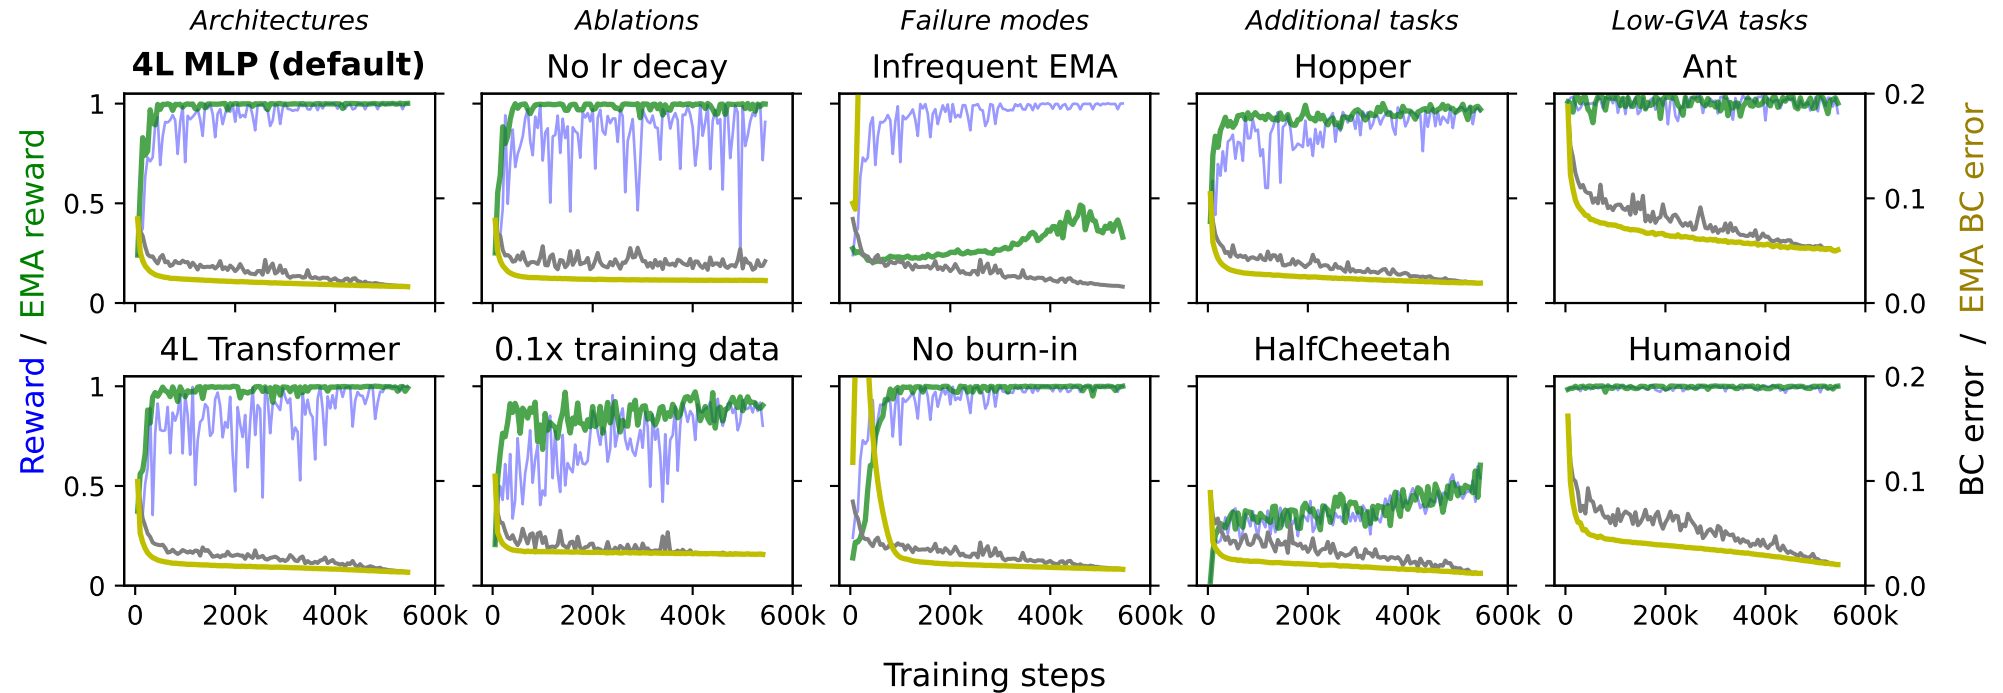 Architectures Ablations Failure modes Additional tasks Low-GVA tasks
4L MLP (default) No lr decay Infrequent EMA Hopper Ant
1 0.2
0.5 0.1
0 0.0
Reward / EMA reward
BC error / EMA BC error
4L Transformer 0.1x training data No burn-in HalfCheetah Humanoid
1 0.2
0.5 0.1
0 0.0
0 200k 400k 600k 0 200k 400k 600k 0 200k 400k 600k 0 200k 400k 600k 0 200k 400k 600k
Training steps